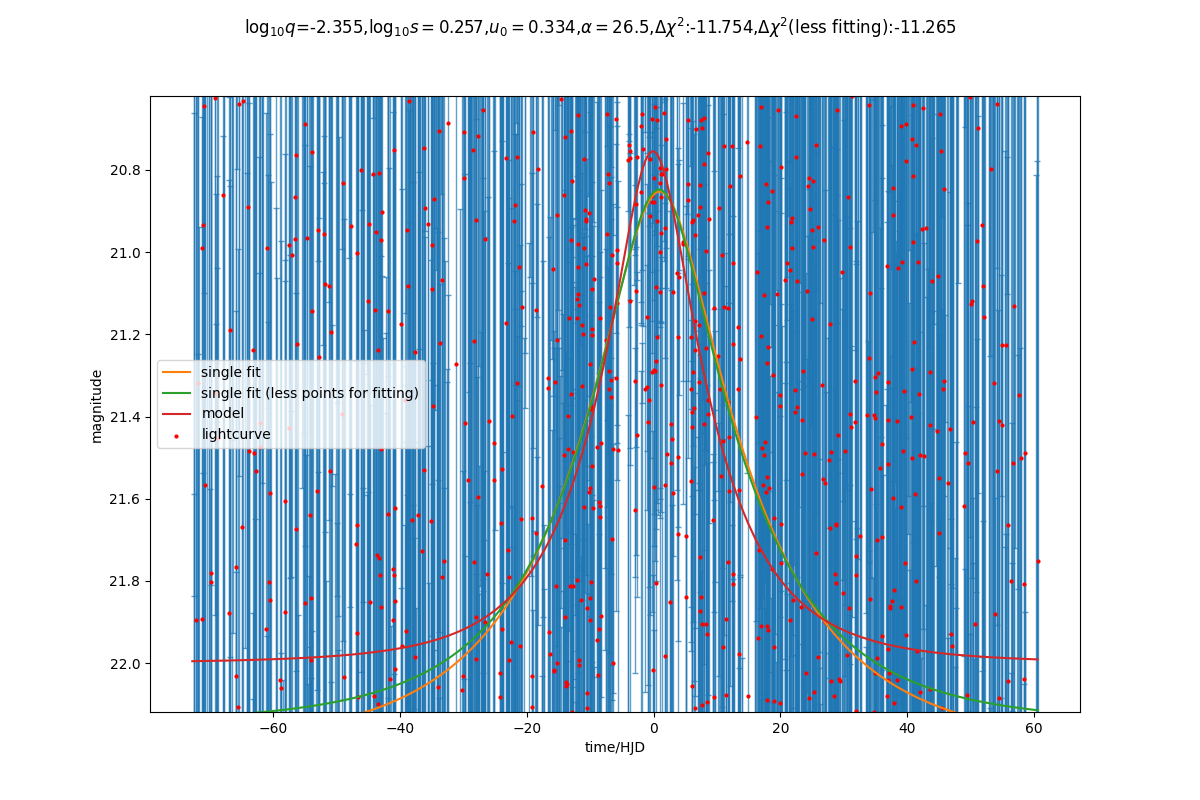 log₁₀q=-2.355,log₁₀s = 0.257,u₀ = 0.334,α = 26.5,Δχ²:-11.754,Δχ²(less fitting):-11.265
20.8
21.0
21.2
21.4
21.6
21.8
22.0
magnitude
single fit
single fit (less points for fitting)
model
lightcurve
−60
−40
−20
0
20
40
60
time/HJD